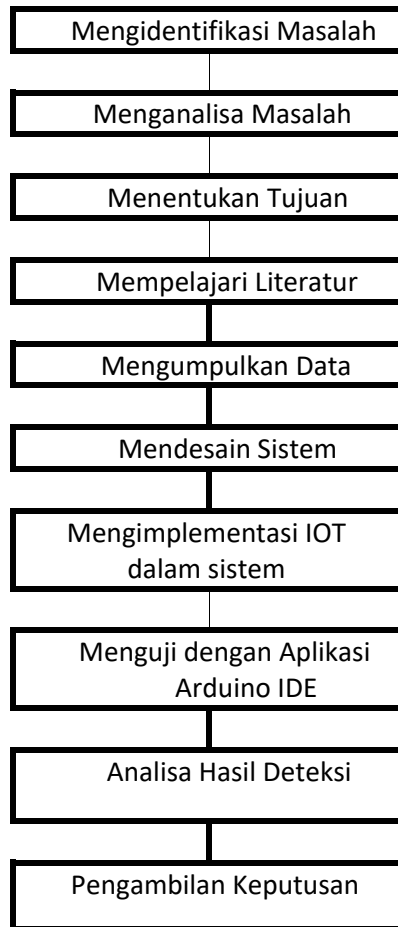 Mengidentifikasi Masalah
Menganalisa Masalah
Menentukan Tujuan
Mempelajari Literatur
Mengumpulkan Data
Mendesain Sistem
Mengimplementasi IOT
dalam sistem
Menguji dengan Aplikasi
Arduino IDE
Analisa Hasil Deteksi
Pengambilan Keputusan